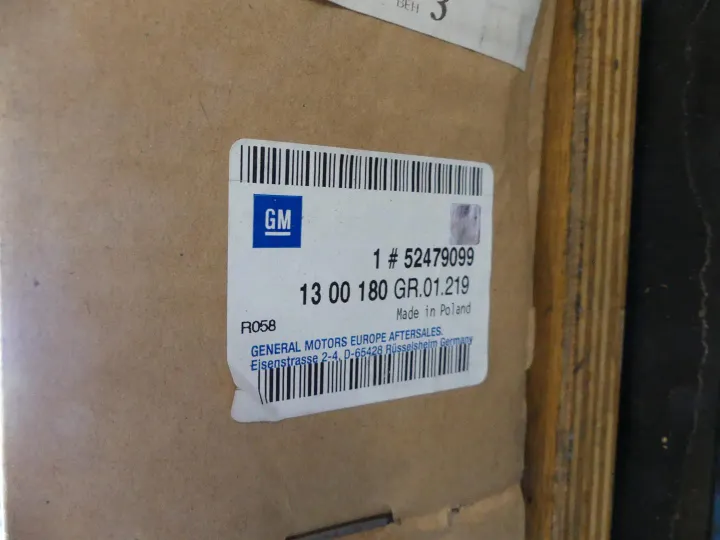 BEH 3
GM
1 # 52479099
13 00 180 GR.01.219
Made in Poland
R058
GENERAL MOTORS EUROPE AFTERSALES.
Eisenstrasse 2-4, D-65428 Rüsselsheim Germany